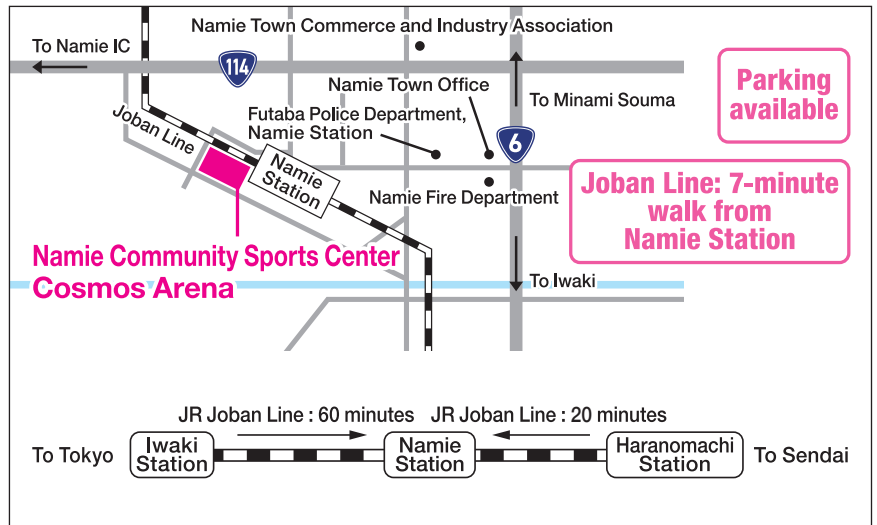 Namie Town Commerce and Industry Association
To Namie IC
114
Namie Town Office
To Minami Souma
Parking
available
Joban Line
Futaba Police Department,
Namie Station
6
Namie
Station
Namie Fire Department
Joban Line: 7-minute
walk from
Namie Station
Namie Community Sports Center
Cosmos Arena
To Iwaki
JR Joban Line : 60 minutes
JR Joban Line : 20 minutes
To Tokyo
Iwaki
Station
Namie
Station
Haranomachi
Station
To Sendai